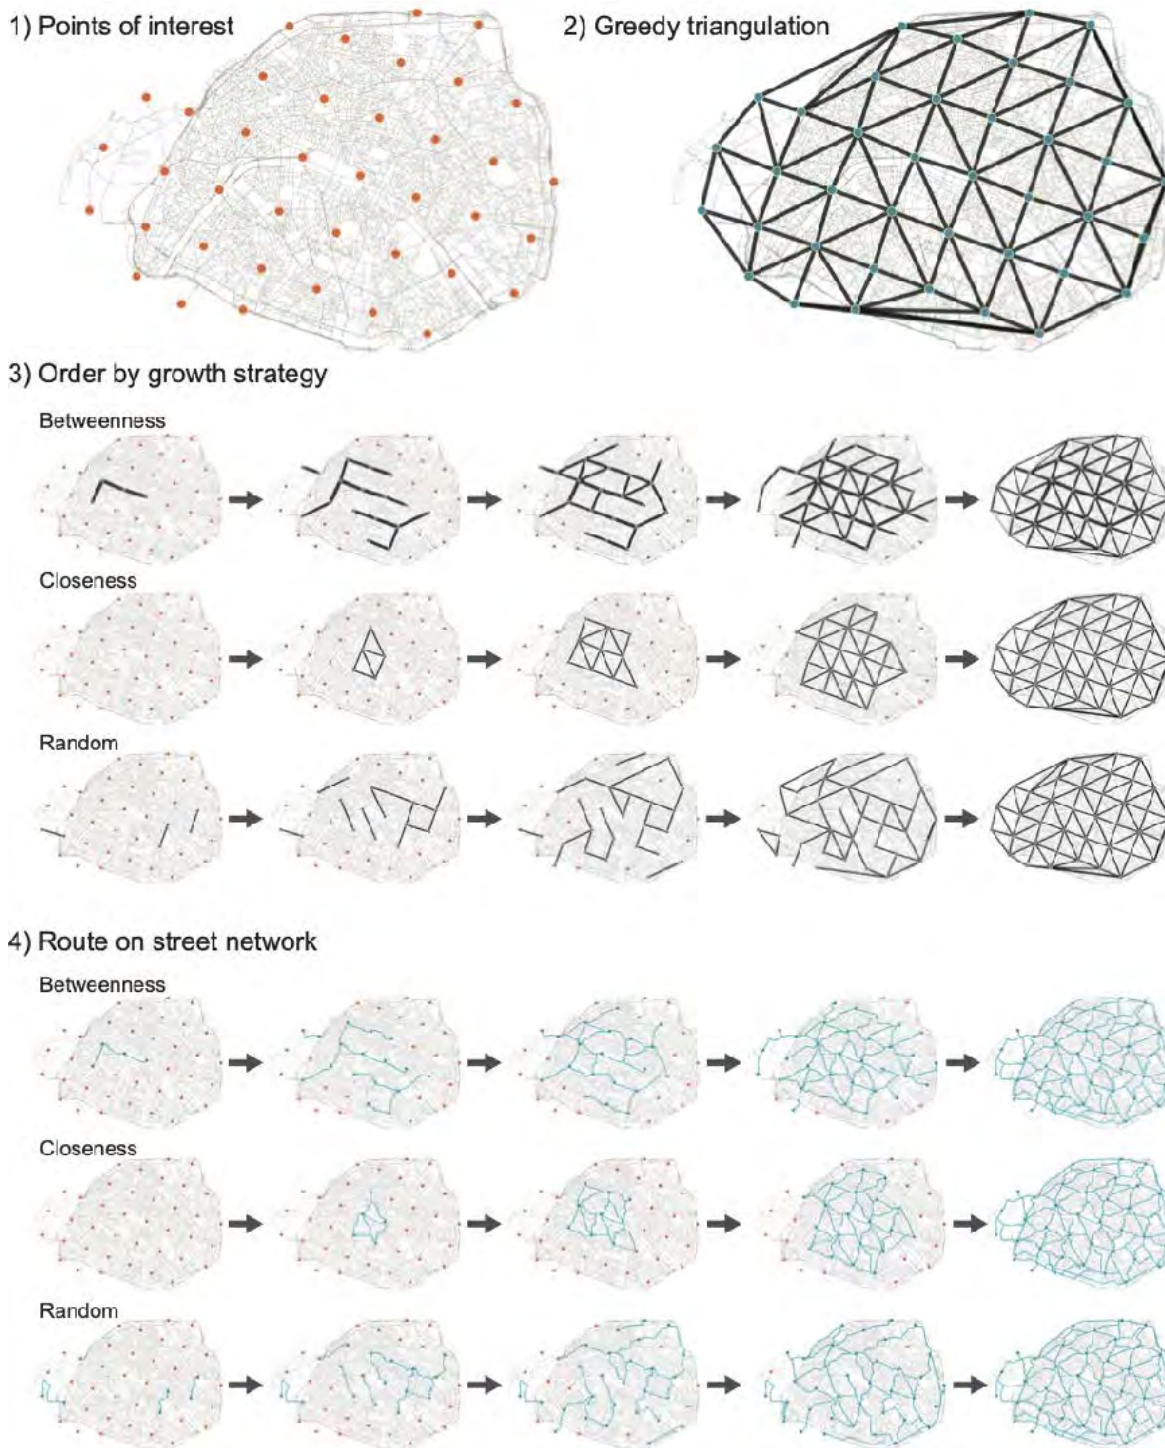 1) Points of interest
2) Greedy triangulation
3) Order by growth strategy
Betweenness
Closeness
Random
4) Route on street network
Betweenness
Closeness
Random